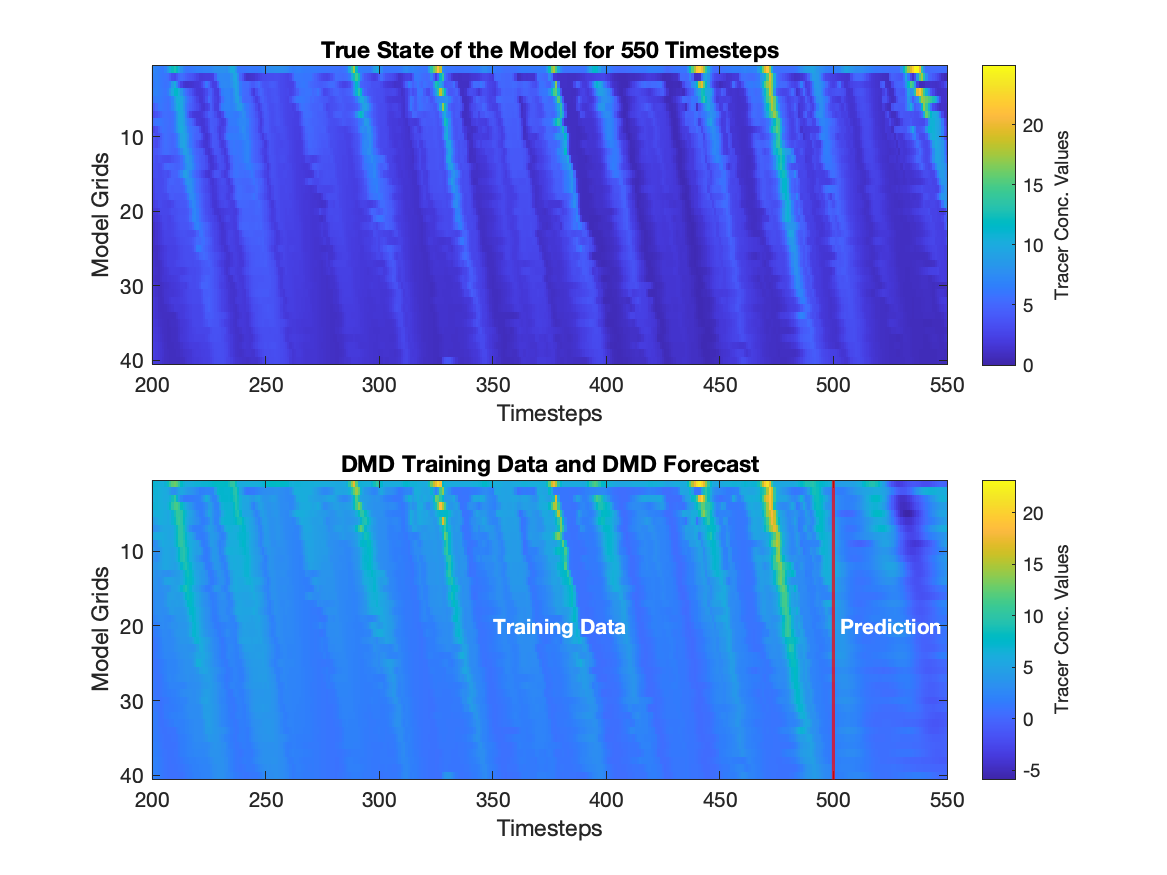 True State of the Model for 550 Timesteps
Model Grids
10
20
30
40
200 250 300 350 400 450 500 550
Timesteps
20
15
10
5
0
Tracer Conc. Values
DMD Training Data and DMD Forecast
Model Grids
10
20
30
40
Training Data
Prediction
200 250 300 350 400 450 500 550
Timesteps
20
15
10
5
0
-5
Tracer Conc. Values